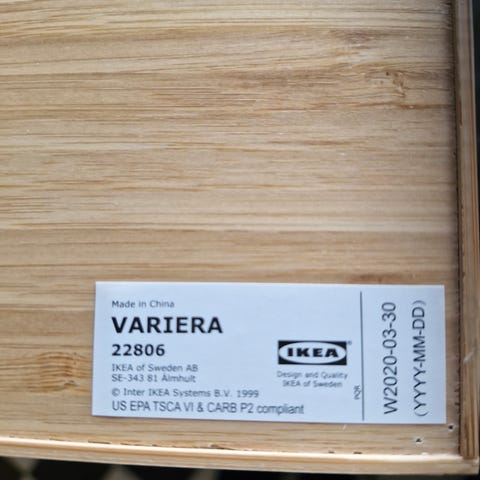 Made in China
VARIERA
22806
IKEA of Sweden AB
SE-343 81 Älmhult
© Inter IKEA Systems B.V. 1999
US EPA TSCA VI & CARB P2 compliant
IKEA
Design and Quality
IKEA of Sweden
PQR
W2020-03-30
(YYYY-MM-DD)